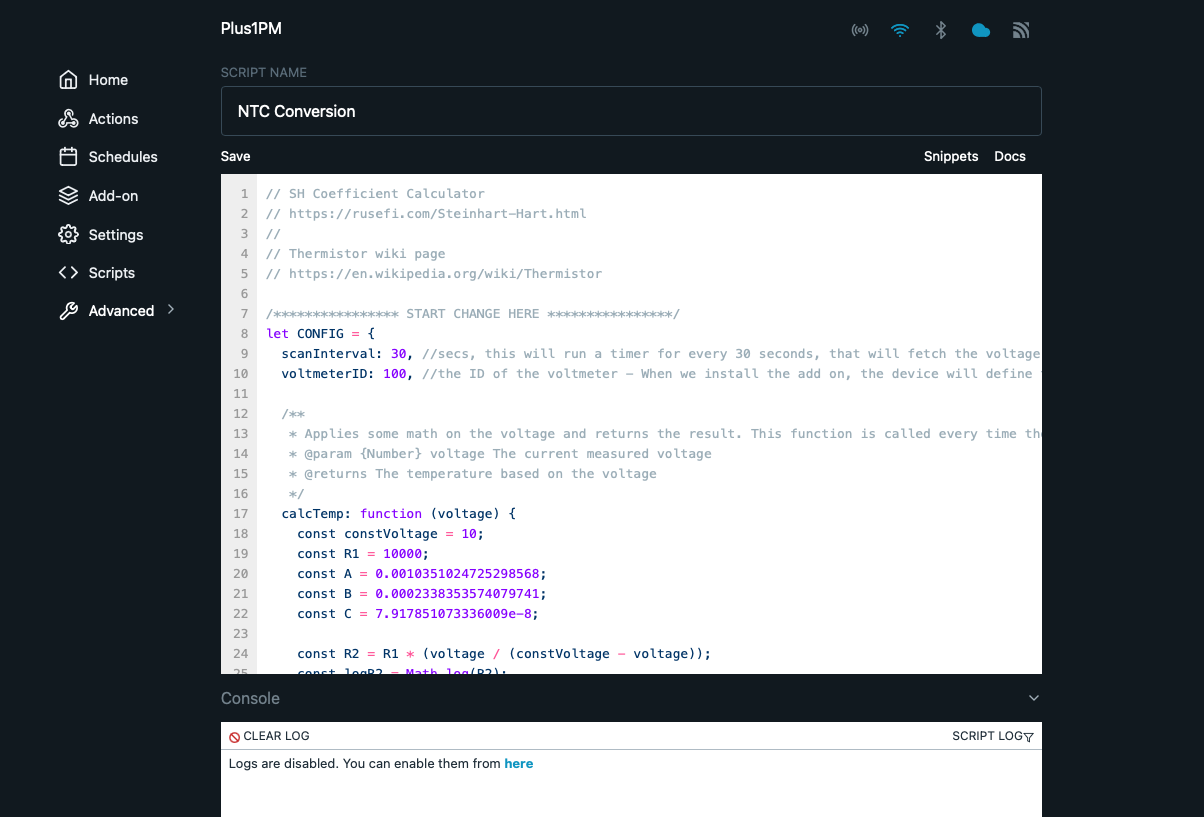 Plus1PM
Home
Actions
Schedules
Add-on
Settings
Scripts
Advanced
SCRIPT NAME
NTC Conversion
Save
Snippets Docs
1 // SH Coefficient Calculator
2 // https://rusefi.com/Steinhart-Hart.html
3 //
4 // Thermistor wiki page
5 // https://en.wikipedia.org/wiki/Thermistor
6
7 /**************** START CHANGE HERE ****************/
8 let CONFIG = {
9   scanInterval: 30, //secs, this will run a timer for every 30 seconds, that will fetch the voltage
10   voltmeterID: 100, //the ID of the voltmeter - When we install the add on, the device will define
11
12   /**
13    * Applies some math on the voltage and returns the result. This function is called every time the
14    * @param {Number} voltage The current measured voltage
15    * @returns The temperature based on the voltage
16    */
17   calcTemp: function (voltage) {
18     const constVoltage = 10;
19     const R1 = 10000;
20     const A = 0.0010351024725298568;
21     const B = 0.0002338353574079741;
22     const C = 7.917851073336009e-8;
23
24     const R2 = R1 * (voltage / (constVoltage - voltage));
25     const logR2 = Math.log(R2);
Console
CLEAR LOG
SCRIPT LOG
Logs are disabled. You can enable them from here